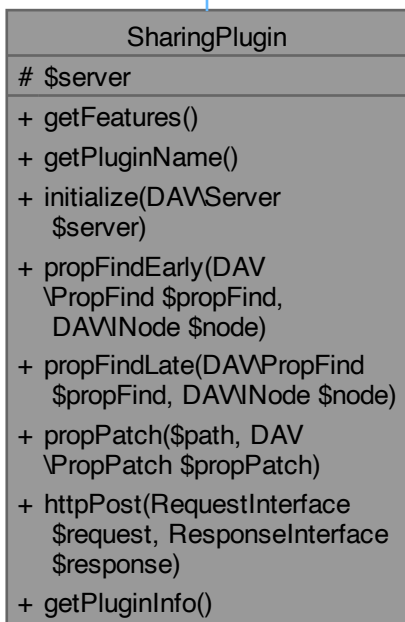 SharingPlugin
# $server
+ getFeatures()
+ getPluginName()
+ initialize(DAV\Server
$server)
+ propFindEarly(DAV
\PropFind $propFind,
DAV\INode $node)
+ propFindLate(DAV\PropFind
$propFind, DAV\INode $node)
+ propPatch($path, DAV
\PropPatch $propPatch)
+ httpPost(RequestInterface
$request, ResponseInterface
$response)
+ getPluginInfo()